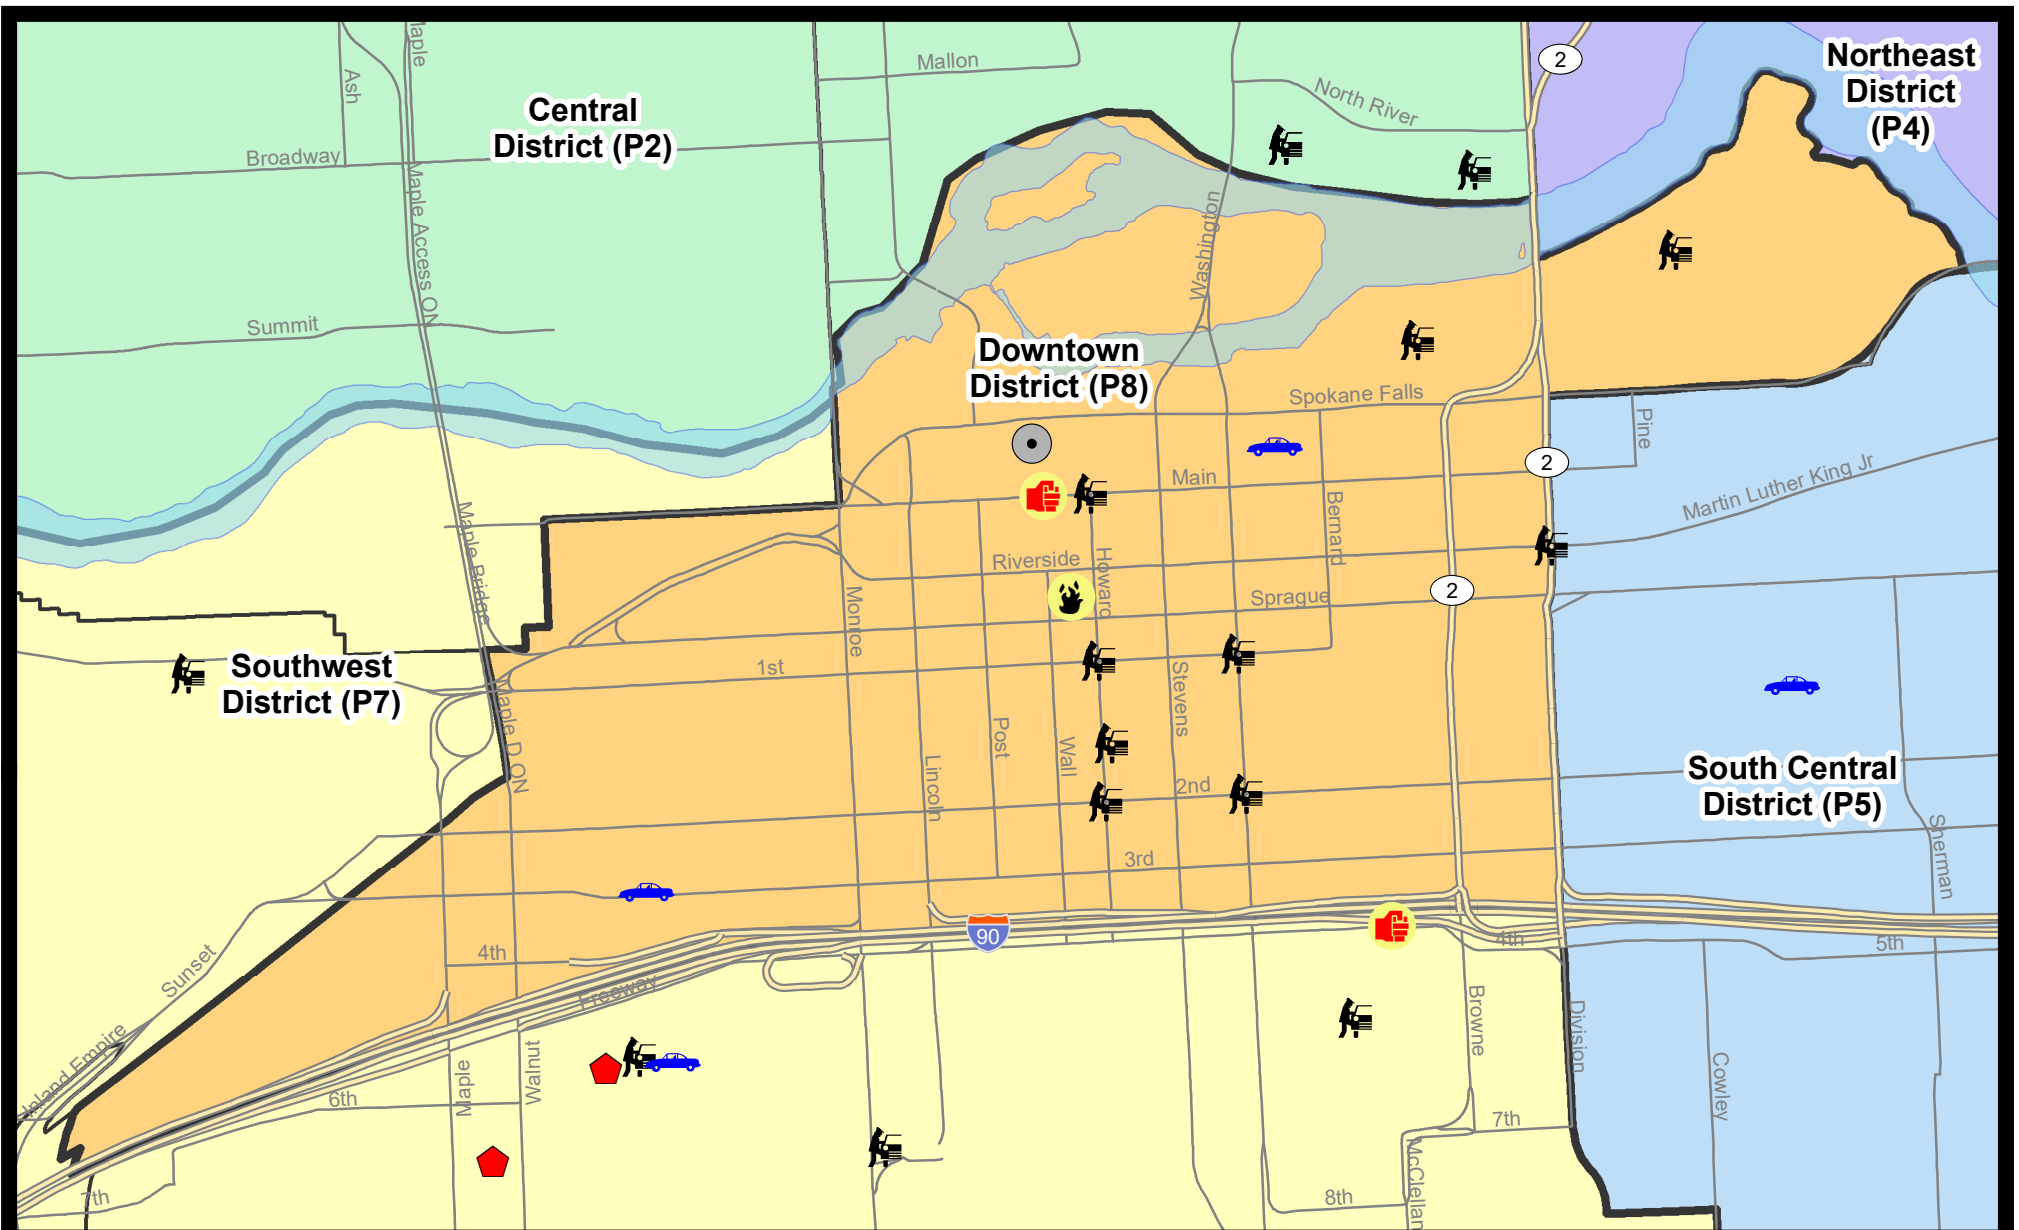 Maple
2
Northeast
District
(P4)
Mallon
Ash
North River
Central
District (P2)
Broadway
Maple Access ON
Washington
Summit
Downtown
District (P8)
Spokane Falls
Pine
2
Main
Martin Luther King Jr
Bernard
Maple Bridge
Riverside
Howard
2
Sprague
Monroe
Southwest
District (P7)
1st
Stevens
Maple D ON
Post
Wall
Lincoln
2nd
South Central
District (P5)
Sherman
3rd
90
4th
4th
5th
Sunset
Freeway
Browne
Division
Inland Empire
Maple
Walnut
Cowley
6th
7th
McClellan
7th
8th